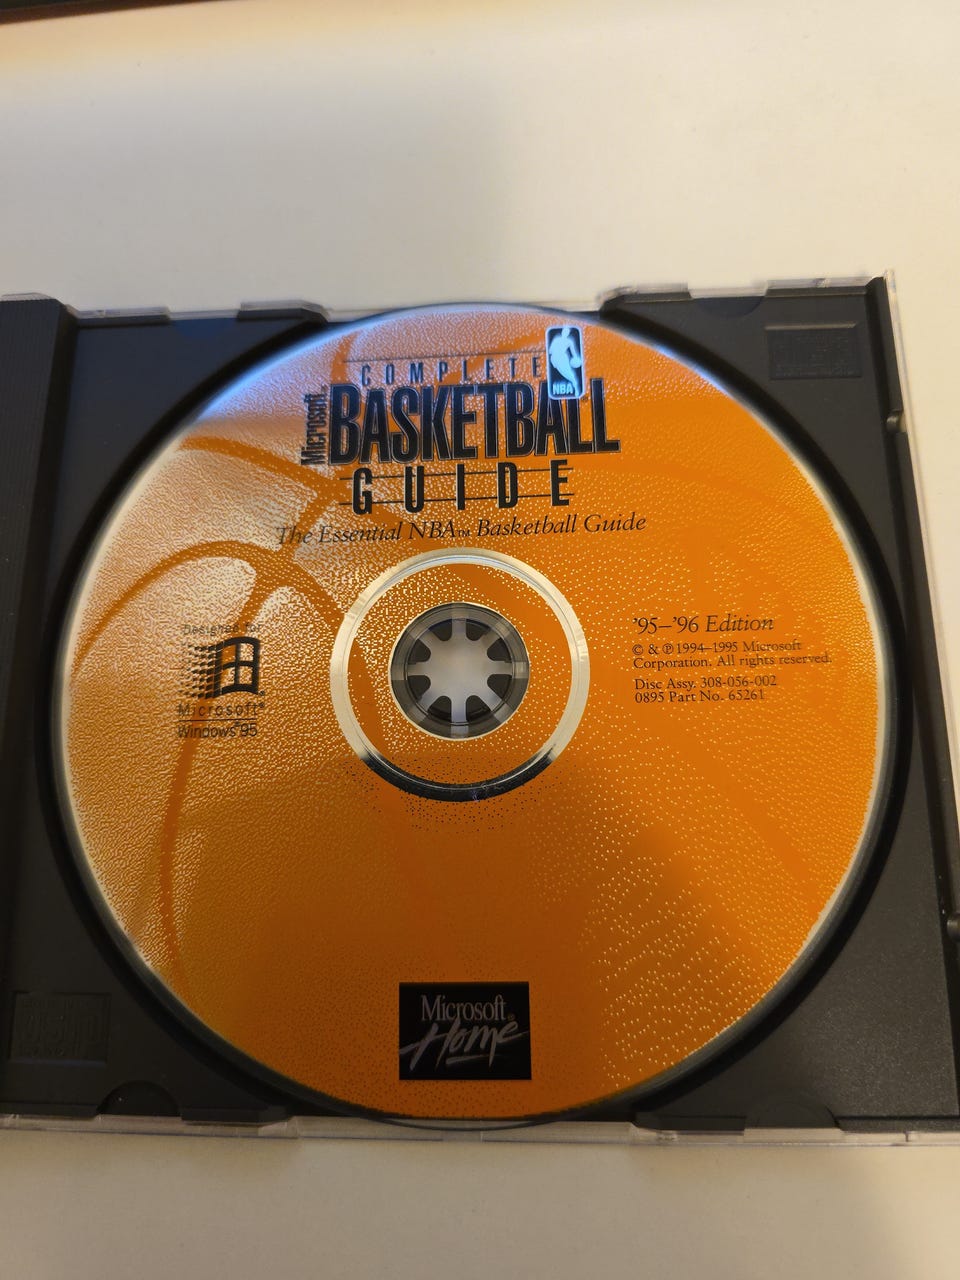 COMPLETE
NBA
Microsoft®
BASKETBALL
GUIDE
The Essential NBA™ Basketball Guide
Designed for
Microsoft®
Windows®95
'95–'96 Edition
© & ℗ 1994–1995 Microsoft
Corporation. All rights reserved.
Disc Assy. 308-056-002
0895 Part No. 65261
Microsoft®
Home